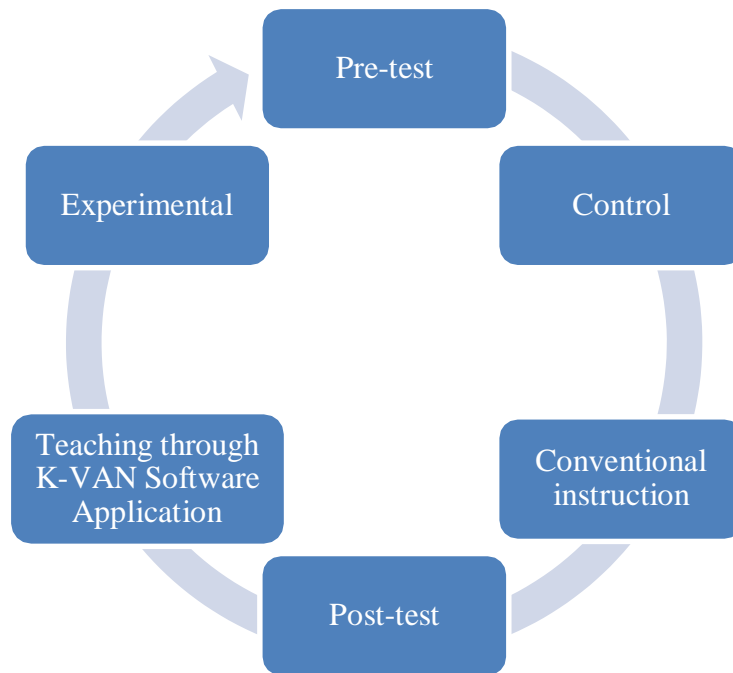 Pre-test
Experimental
Control
Teaching through
K-VAN Software
Application
Conventional
instruction
Post-test